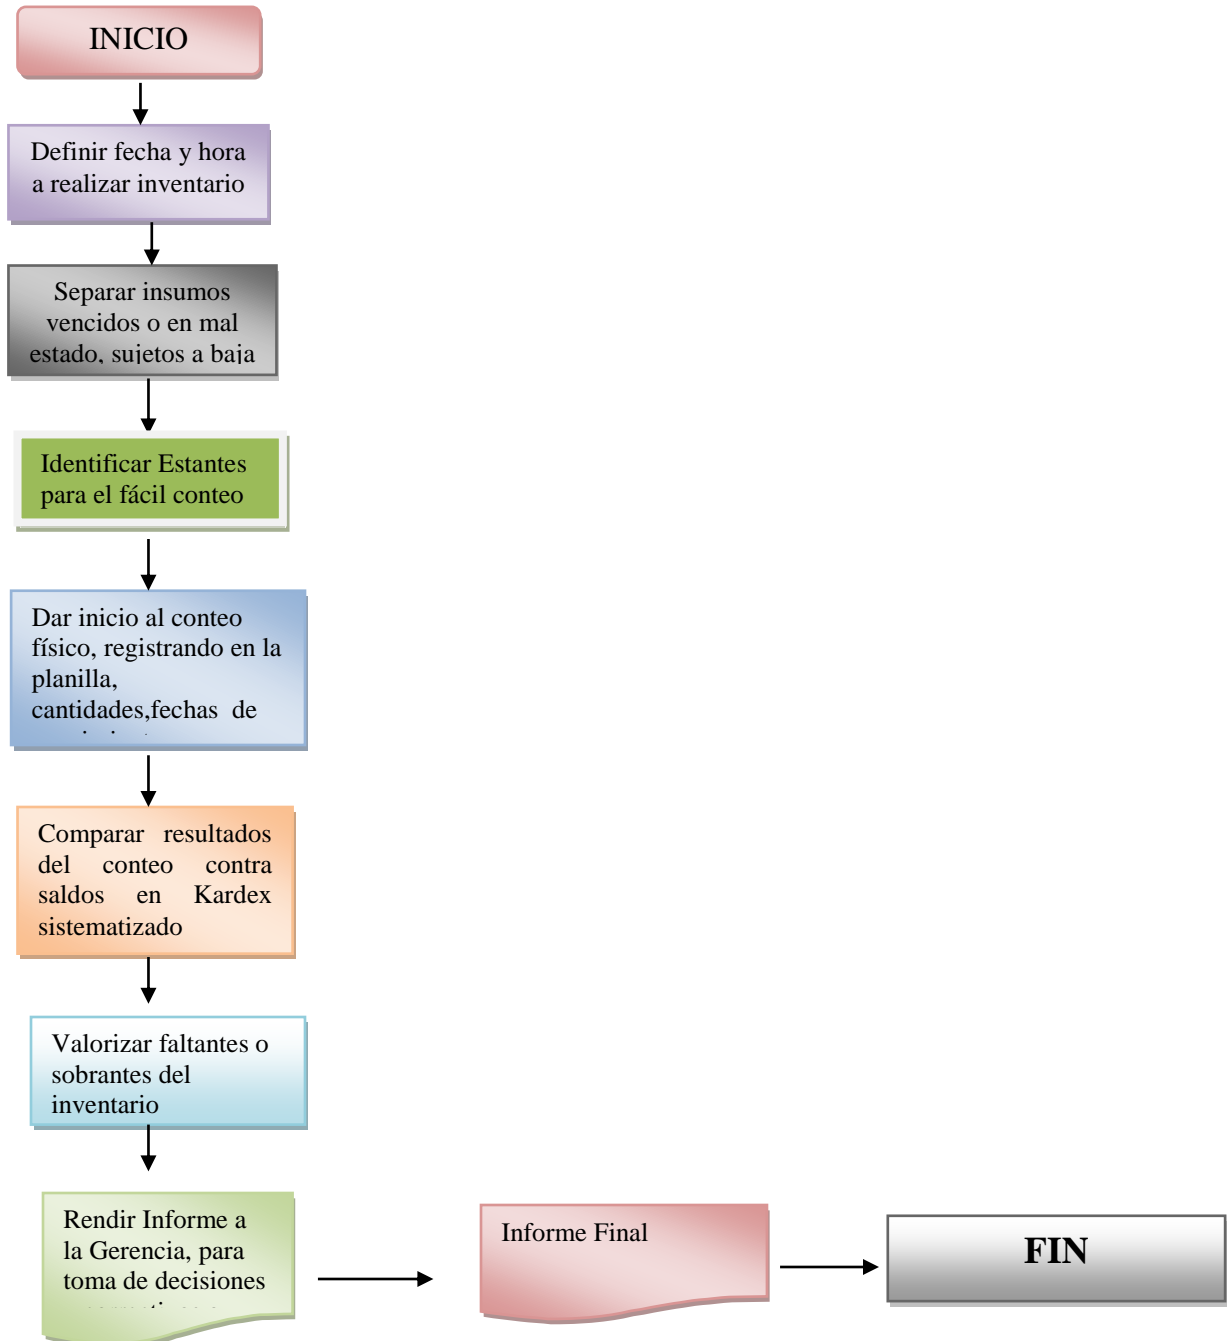 INICIO
Definir fecha y hora
a realizar inventario
Separar insumos
vencidos o en mal
estado, sujetos a baja
Identificar Estantes
para el fácil conteo
Dar inicio al conteo
físico, registrando en la
planilla,
cantidades,fechas de
Comparar resultados
del conteo contra
saldos en Kardex
sistematizado
Valorizar faltantes o
sobrantes del
inventario
Rendir Informe a
la Gerencia, para
toma de decisiones
Informe Final
FIN